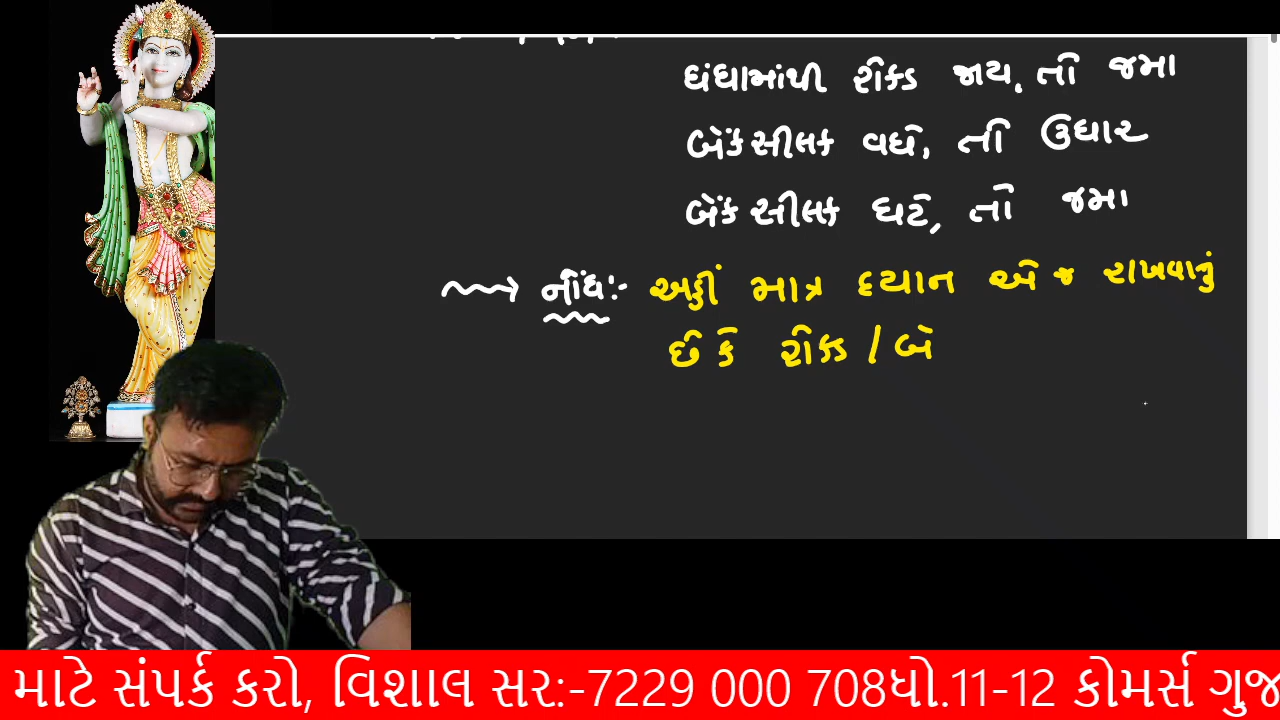 ધંધામાંથી રોકડ જાય, તો જમા
બેંકસીલક વધે, તો ઉધાર
બેંક સીલક ઘટે, તો જમા
નોંધ:- અહીં માત્ર ધ્યાન એ જ રાખવાનું
છે કે રોકડ / બે
માટે સંપર્ક કરો, વિશાલ સર:-7229 000 708ધો.11-12 કોમર્સ ગુજ